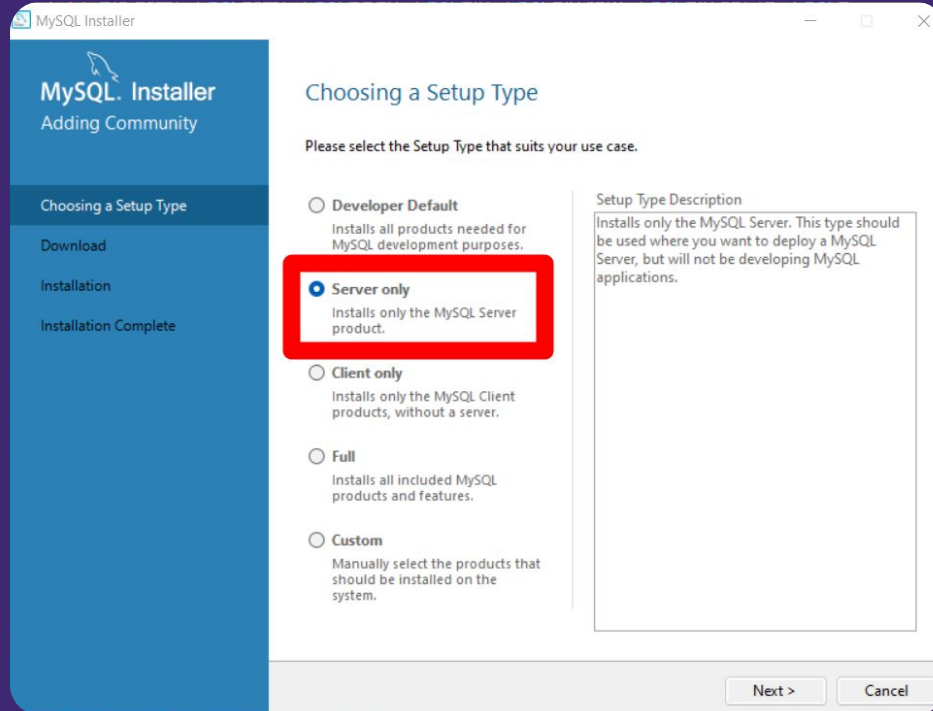 MySQL Installer
MySQL. Installer
Adding Community
Choosing a Setup Type
Download
Installation
Installation Complete
Choosing a Setup Type
Please select the Setup Type that suits your use case.
Developer Default
Installs all products needed for
MySQL development purposes.
Server only
Installs only the MySQL Server
product.
Client only
Installs only the MySQL Client
products, without a server.
Full
Installs all included MySQL
products and features.
Custom
Manually select the products that
should be installed on the
system.
Setup Type Description
Installs only the MySQL Server. This type should
be used where you want to deploy a MySQL
Server, but will not be developing MySQL
applications.
Next >
Cancel